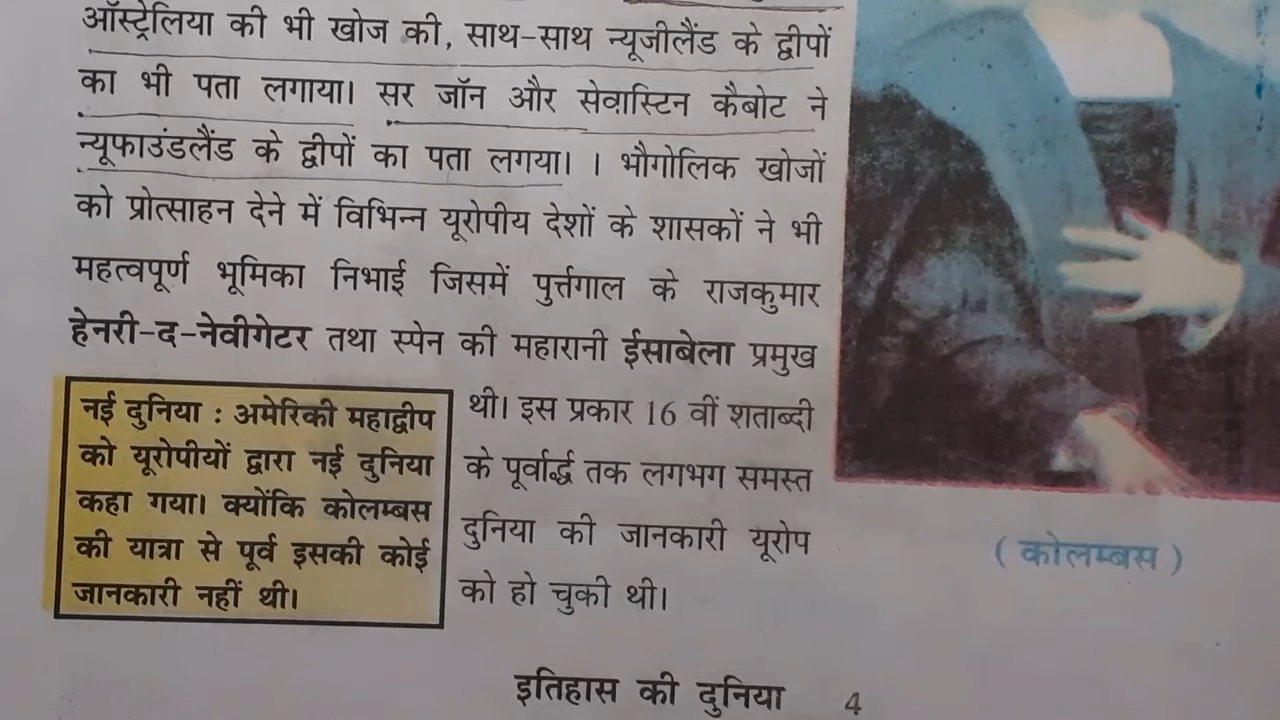 ऑस्ट्रेलिया की भी खोज की, साथ-साथ न्यूजीलैंड के द्वीपों
का भी पता लगाया। सर जॉन और सेवास्टिन कैबोट ने
न्यूफाउंडलैंड के द्वीपों का पता लगया। । भौगोलिक खोजों
को प्रोत्साहन देने में विभिन्न यूरोपीय देशों के शासकों ने भी
महत्वपूर्ण भूमिका निभाई जिसमें पुर्त्तगाल के राजकुमार
हेनरी-द-नेवीगेटर तथा स्पेन की महारानी ईसाबेला प्रमुख
थी। इस प्रकार 16 वीं शताब्दी
के पूर्वार्द्ध तक लगभग समस्त
दुनिया की जानकारी यूरोप
को हो चुकी थी।
नई दुनिया : अमेरिकी महाद्वीप
को यूरोपीयों द्वारा नई दुनिया
कहा गया। क्योंकि कोलम्बस
की यात्रा से पूर्व इसकी कोई
जानकारी नहीं थी।
( कोलम्बस )
इतिहास की दुनिया 4